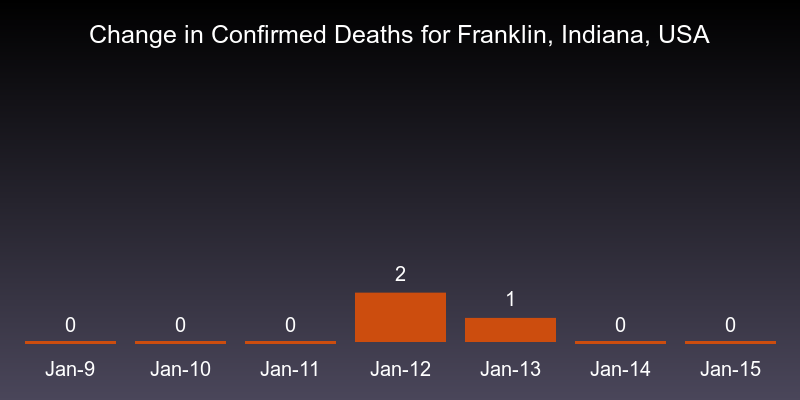 Change in Confirmed Deaths for Franklin, Indiana, USA
2
1
0 0 0 0 0
Jan-9 Jan-10 Jan-11 Jan-12 Jan-13 Jan-14 Jan-15